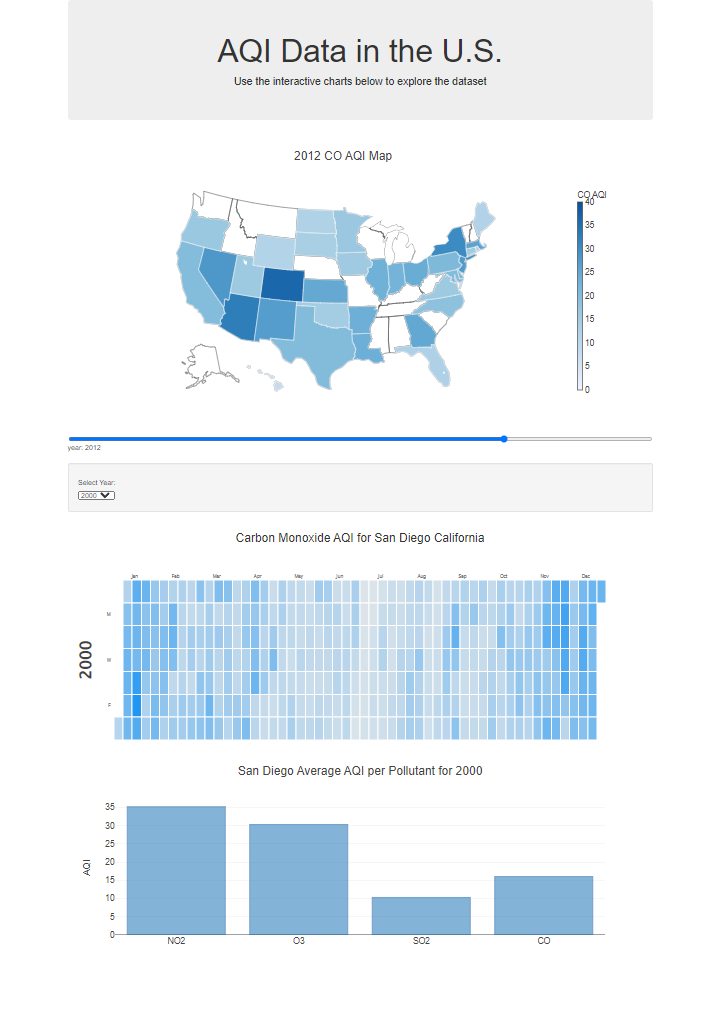 AQI Data in the U.S.
Use the interactive charts below to explore the dataset
2012 CO AQI Map
CO AQI
40
35
30
25
20
15
10
5
0
year: 2012
Select Year:
2000
Carbon Monoxide AQI for San Diego California
Jan Feb Mar Apr May Jun Jul Aug Sep Oct Nov Dec
M
W
F
2000
San Diego Average AQI per Pollutant for 2000
35
30
25
20
15
10
5
0
AQI
NO2 O3 SO2 CO